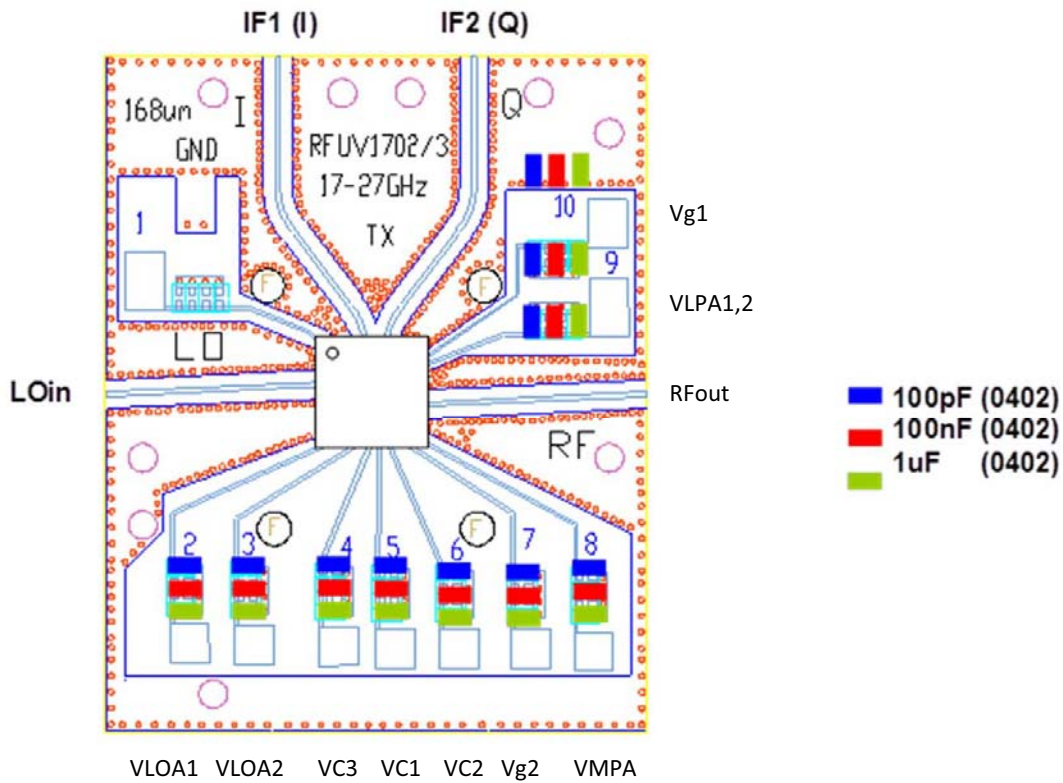 IF1 (I)
IF2 (Q)
168um
GND
I
RFUV1702/3
17-27GHz
TX
Q
1
10
9
Vg1
VLPA1,2
F
F
LO
LOin
RFout
RF
100pF (0402)
100nF (0402)
1uF (0402)
F
F
2
3
4
5
6
7
8
VLOA1
VLOA2
VC3
VC1
VC2
Vg2
VMPA